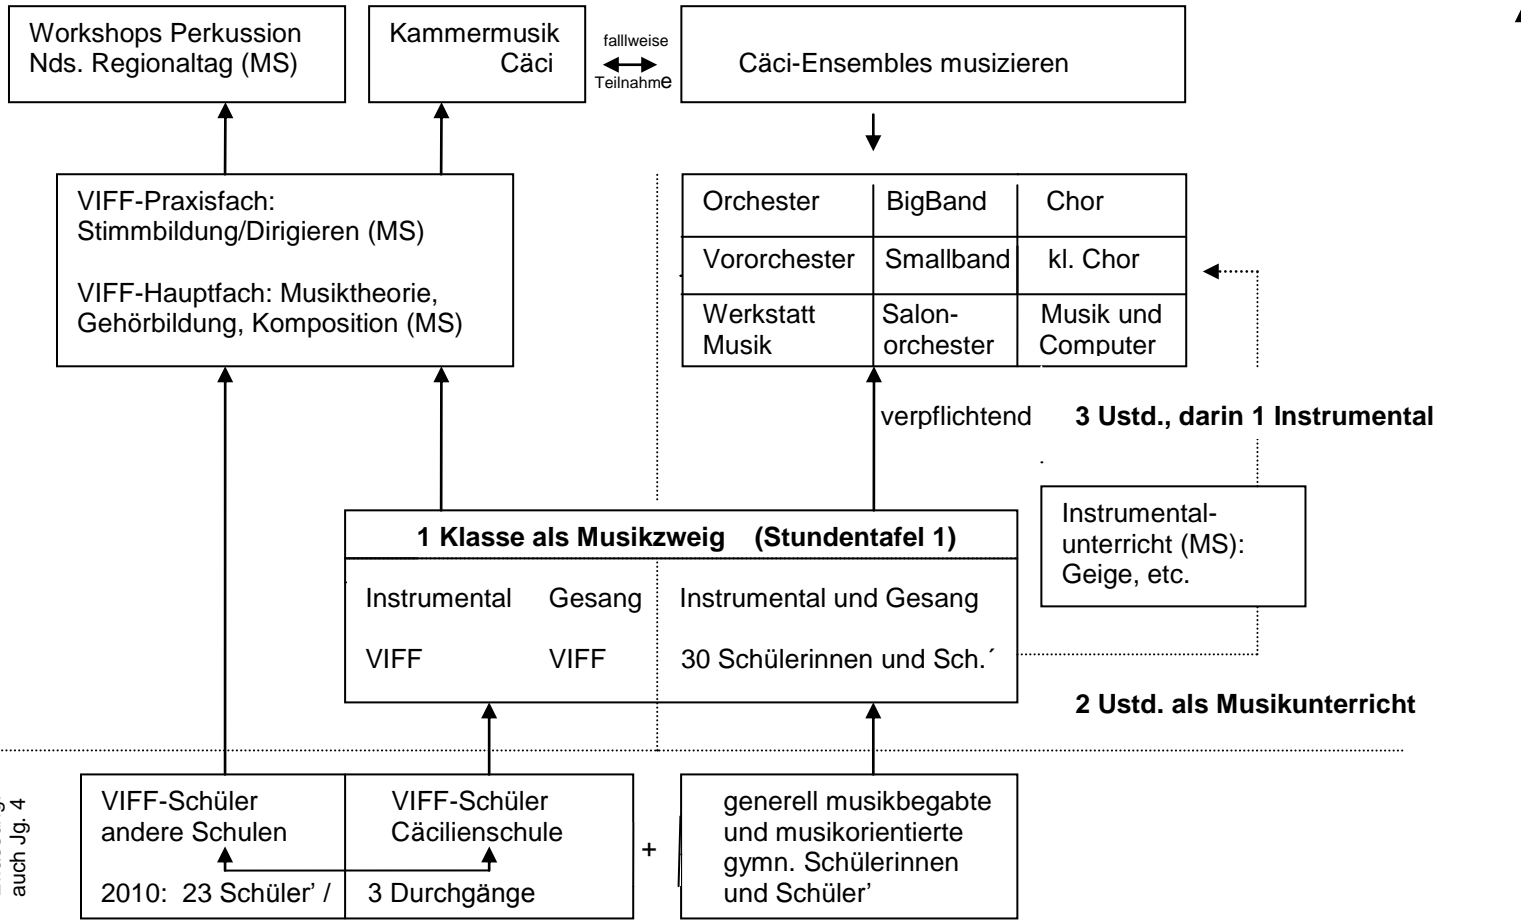 Workshops Perkussion
Nds. Regionaltag (MS)
Kammermusik
Cäci
falllweise
Teilnahme
Cäci-Ensembles musizieren
VIFF-Praxisfach:
Stimmbildung/Dirigieren (MS)
VIFF-Hauptfach: Musiktheorie,
Gehörbildung, Komposition (MS)
Orchester
BigBand
Chor
Vororchester
Smallband
kl. Chor
Werkstatt
Musik
Salon-
orchester
Musik und
Computer
verpflichtend
3 Ustd., darin 1 Instrumental
1 Klasse als Musikzweig (Stundentafel 1)
Instrumental
Gesang
Instrumental und Gesang
VIFF
VIFF
30 Schülerinnen und Sch.´
Instrumental-
unterricht (MS):
Geige, etc.
2 Ustd. als Musikunterricht
auch Jg. 4
VIFF-Schüler
andere Schulen
2010: 23 Schüler’ /
VIFF-Schüler
Cäcilienschule
3 Durchgänge
+
generell musikbegabte
und musikorientierte
gymn. Schülerinnen
und Schüler’